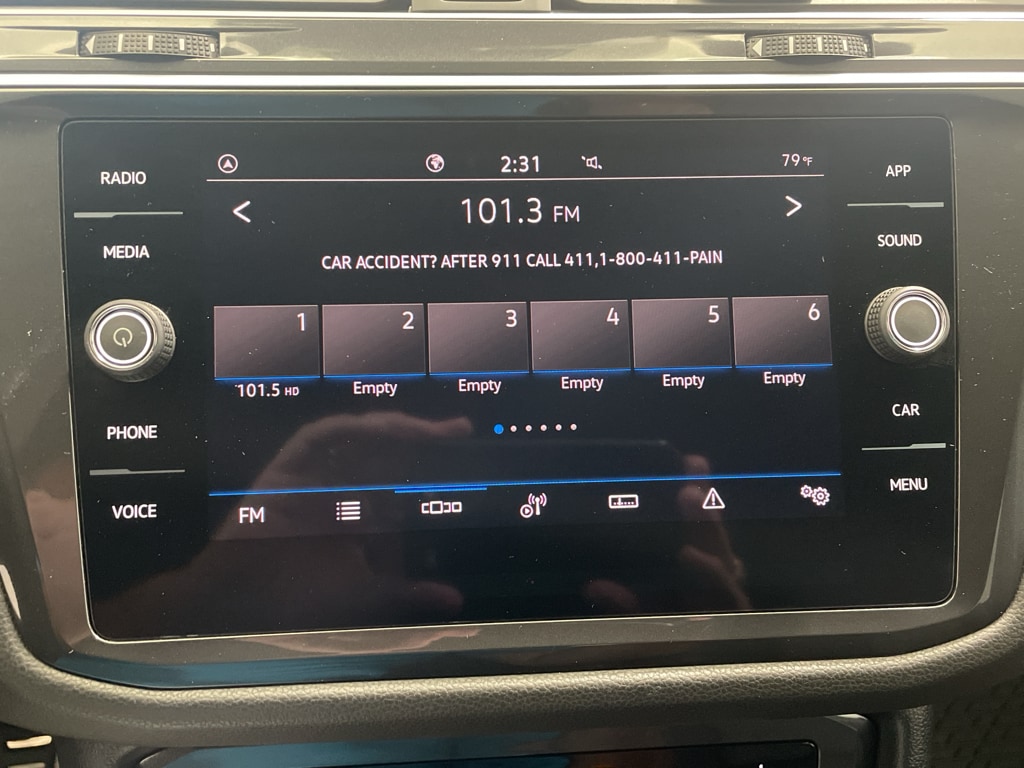 RADIO
MEDIA
PHONE
VOICE
2:31
79°F
101.3 FM
CAR ACCIDENT? AFTER 911 CALL 411,1-800-411-PAIN
1 2 3 4 5 6
101.5 HD Empty Empty Empty Empty Empty
FM
APP
SOUND
CAR
MENU